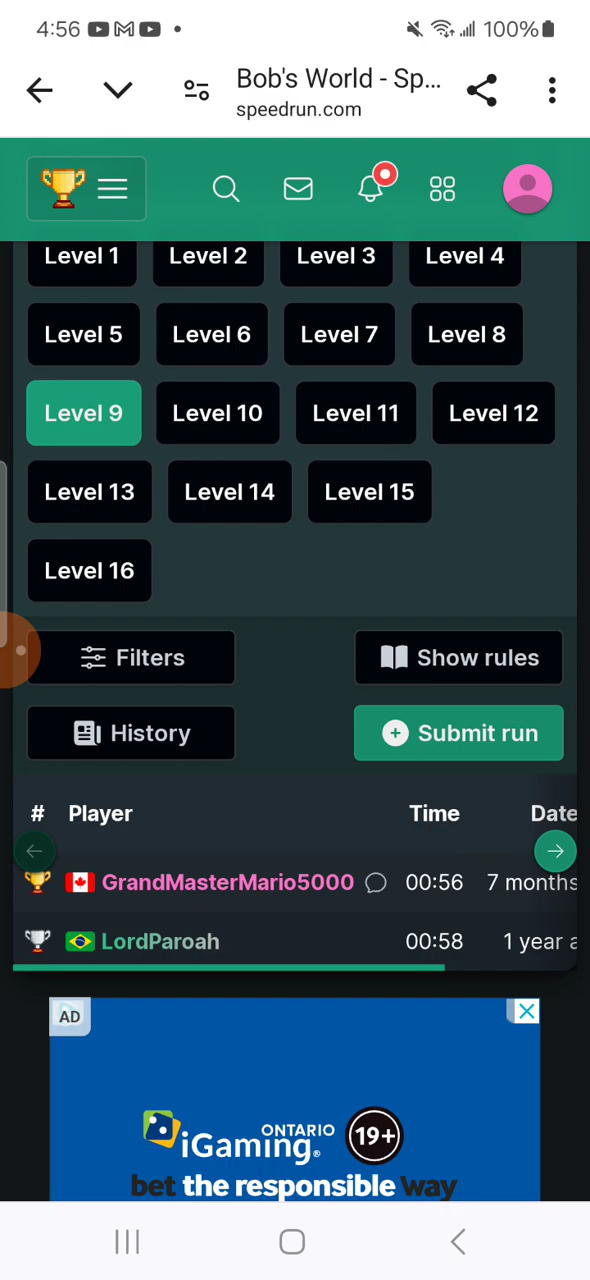 4:56
100%
Bob's World - Sp...
speedrun.com
Level 1 Level 2 Level 3 Level 4
Level 5 Level 6 Level 7 Level 8
Level 9 Level 10 Level 11 Level 12
Level 13 Level 14 Level 15
Level 16
Filters Show rules
History Submit run
# Player Time Date
GrandMasterMario5000 00:56 7 months
LordParoah 00:58 1 year a
AD
iGaming ONTARIO 19+
bet the responsible way